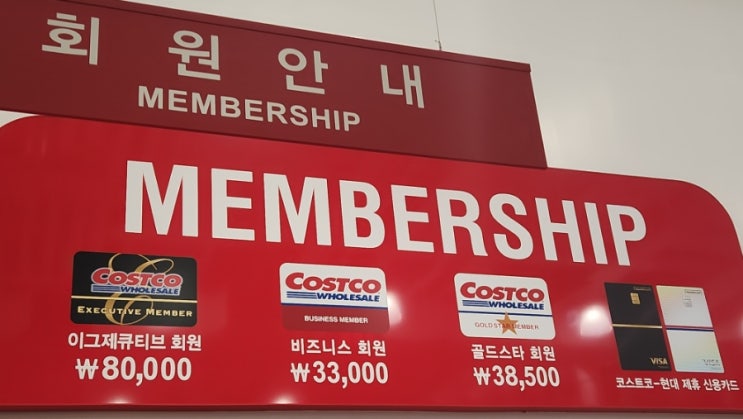 회원안내
MEMBERSHIP
MEMBERSHIP
COSTCO
WHOLESALE
EXECUTIVE MEMBER
이그제큐티브 회원
₩80,000
COSTCO
WHOLESALE
BUSINESS MEMBER
비즈니스 회원
₩33,000
COSTCO
WHOLESALE
GOLD STAR MEMBER
골드스타 회원
₩38,500
VISA
코스트코-현대 제휴 신용카드